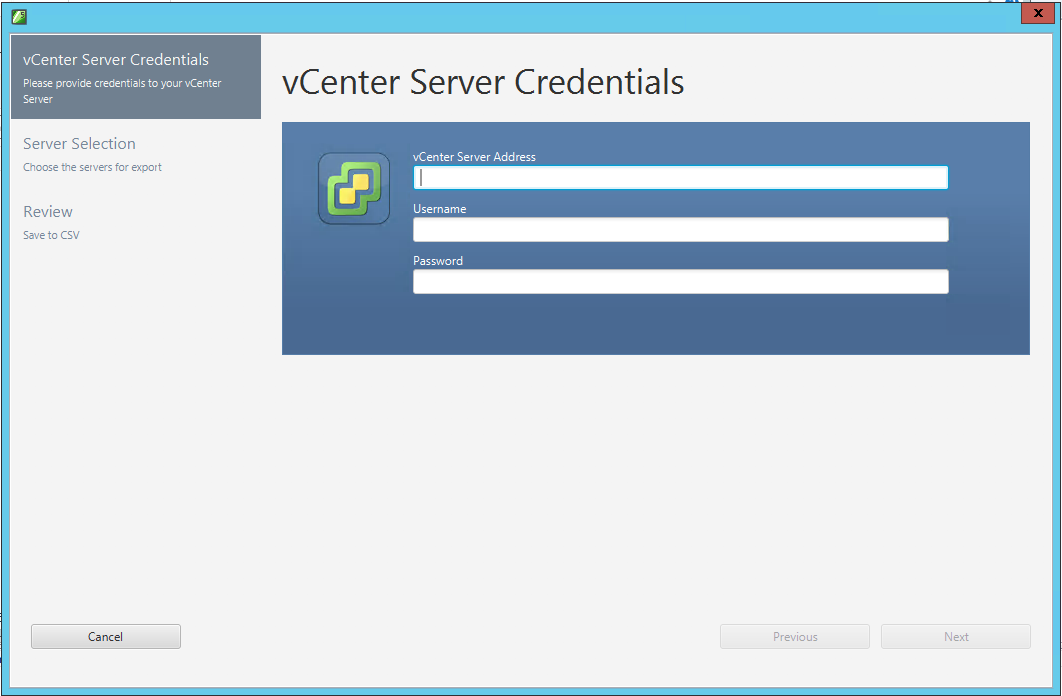 x
vCenter Server Credentials
Please provide credentials to your vCenter
Server
Server Selection
Choose the servers for export
Review
Save to CSV
vCenter Server Credentials
vCenter Server Address
Username
Password
Cancel
Previous
Next